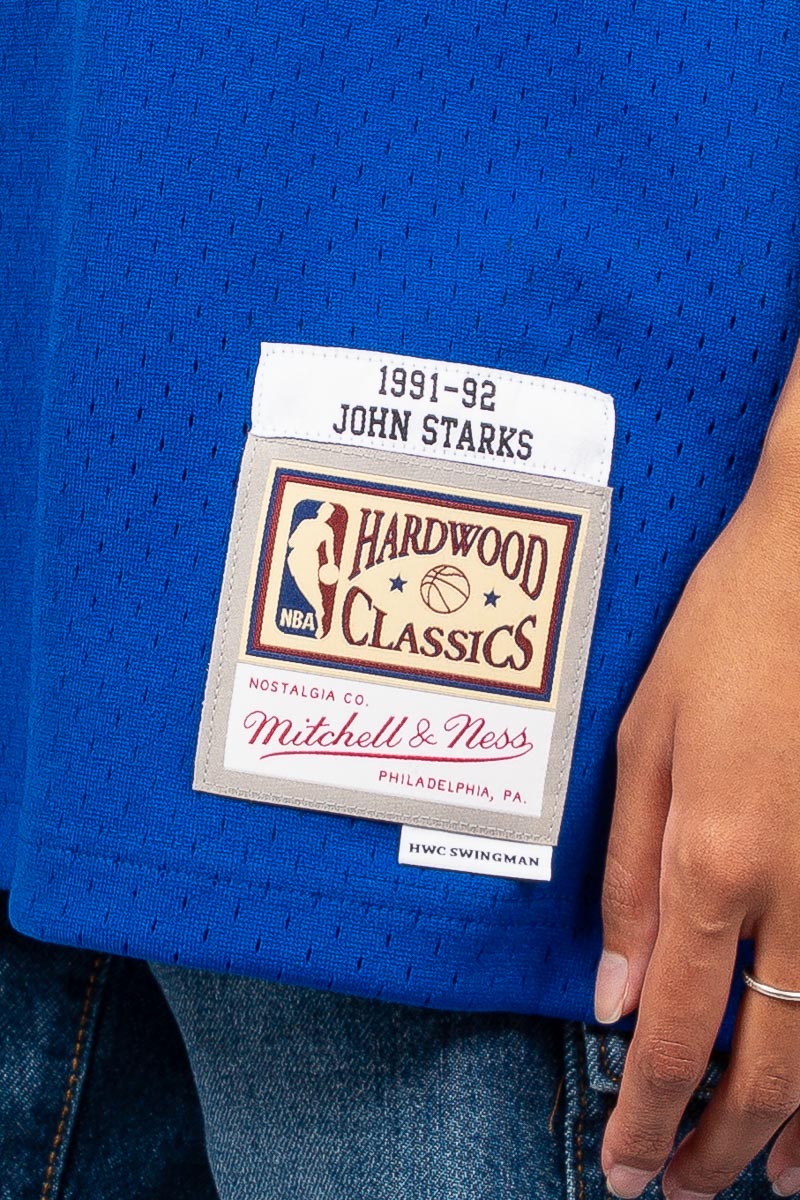 1991-92
JOHN STARKS
HARDWOOD
NBA
CLASSICS
NOSTALGIA CO.
Mitchell & Ness
PHILADELPHIA, PA.
HWC SWINGMAN